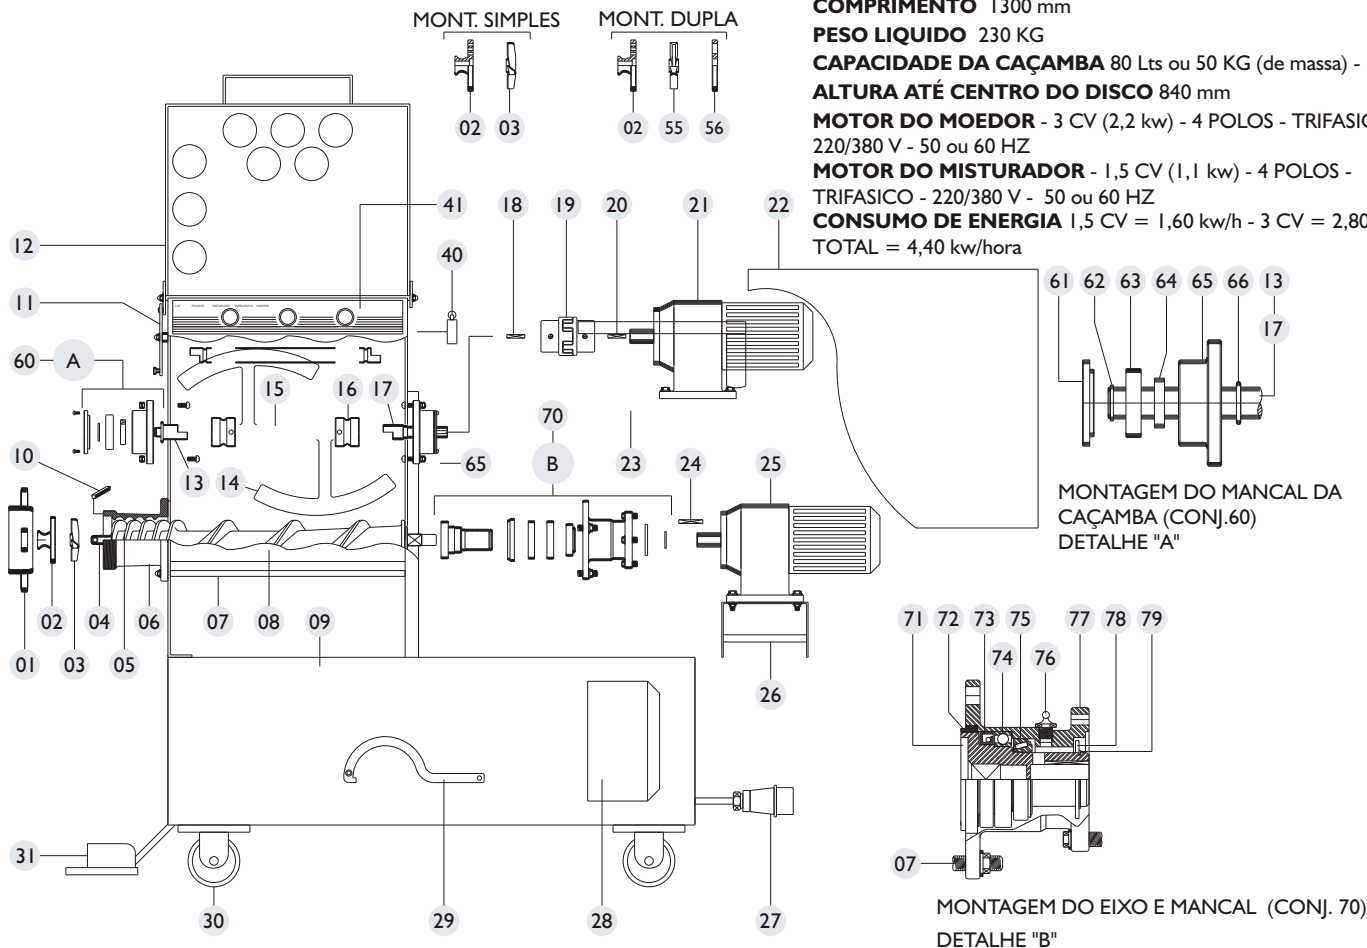 COMPRIMENTO 1300 mm
PESO LIQUIDO 230 KG
CAPACIDADE DA CAÇAMBA 80 Lts ou 50 KG (de massa) -
ALTURA ATÉ CENTRO DO DISCO 840 mm
MOTOR DO MOEDOR - 3 CV (2,2 kw) - 4 POLOS - TRIFASIC
220/380 V - 50 ou 60 HZ
MOTOR DO MISTURADOR - 1,5 CV (1,1 kw) - 4 POLOS -
TRIFASICO - 220/380 V - 50 ou 60 HZ
CONSUMO DE ENERGIA 1,5 CV = 1,60 kw/h - 3 CV = 2,80
TOTAL = 4,40 kw/hora
MONT. SIMPLES
MONT. DUPLA
02 03
02 55 56
41 18 19 20 21 22
12
40
11
61 62 63 64 65 66 13
17
60 A
15 16 17
70
10
13 14
65
B
23 24 25
MONTAGEM DO MANCAL DA
CAÇAMBA (CONJ.60)
DETALHE "A"
02 04 06 07 08 09
01 03 05
26
71 72 73 75 77 78 79
74 76
31
07
30 29 28 27
MONTAGEM DO EIXO E MANCAL (CONJ. 70)
DETALHE "B"